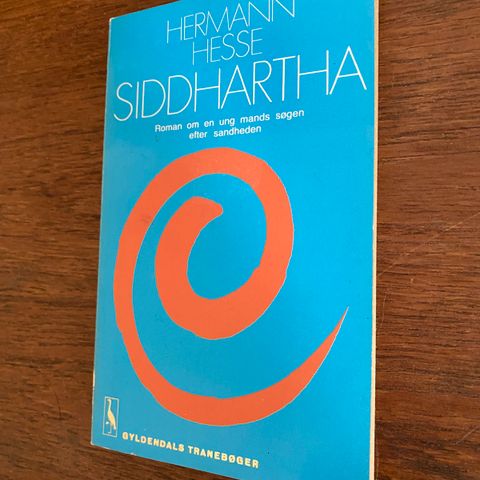 HERMANN
HESSE
SIDDHARTHA
Roman om en ung mands søgen
efter sandheden
GYLDENDALS TRANEBØGER